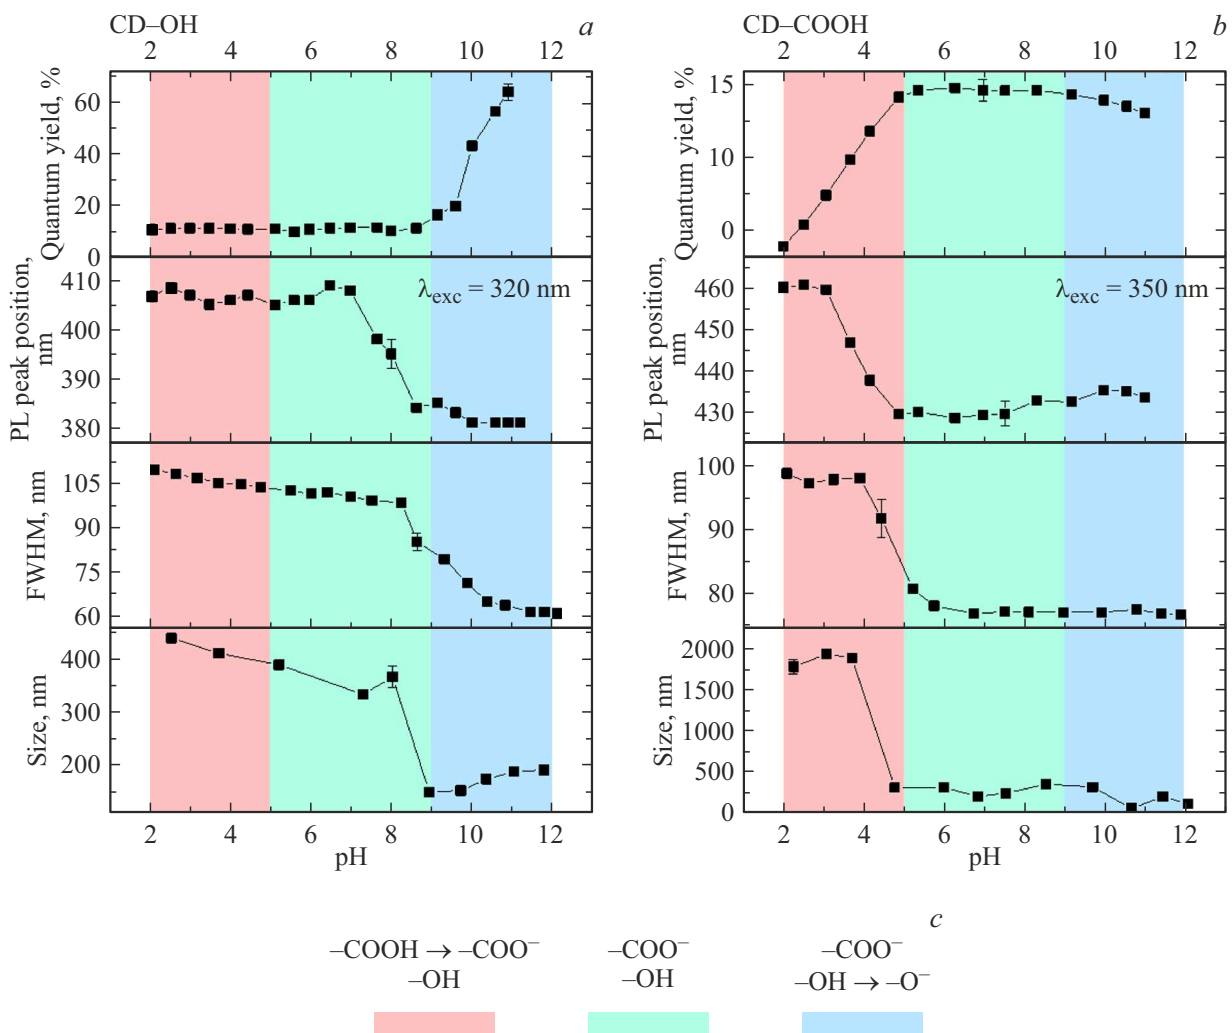 CD–OH a
2 4 6 8 10 12
Quantum yield, %
60
40
20
0
PL peak position,
nm
410
400
390
380
λexc = 320 nm
FWHM, nm
105
90
75
60
Size, nm
400
300
200
2 4 6 8 10 12
pH
CD–COOH b
2 4 6 8 10 12
Quantum yield, %
15
10
0
PL peak position,
nm
460
450
440
430
λexc = 350 nm
FWHM, nm
100
90
80
Size, nm
2000
1500
1000
500
0
2 4 6 8 10 12
pH
c
–COOH → –COO⁻ –COO⁻ –COO⁻
–OH –OH –OH → –O⁻